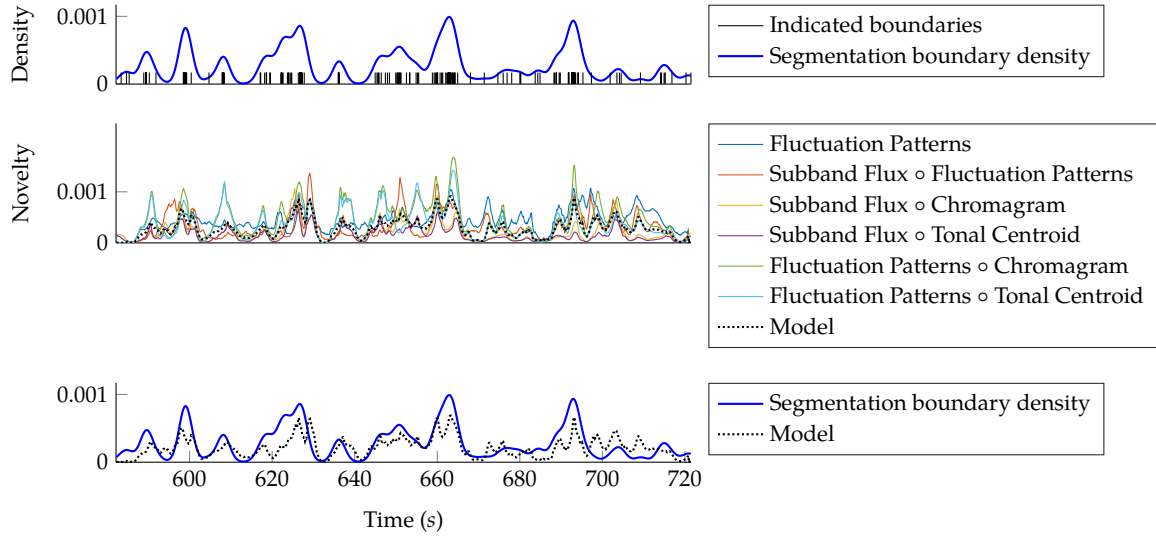 Density
0.001
0
Indicated boundaries
Segmentation boundary density
Novelty
0.001
0
Fluctuation Patterns
Subband Flux ∘ Fluctuation Patterns
Subband Flux ∘ Chromagram
Subband Flux ∘ Tonal Centroid
Fluctuation Patterns ∘ Chromagram
Fluctuation Patterns ∘ Tonal Centroid
Model
0.001
0
Segmentation boundary density
Model
600 620 640 660 680 700 720
Time (s)